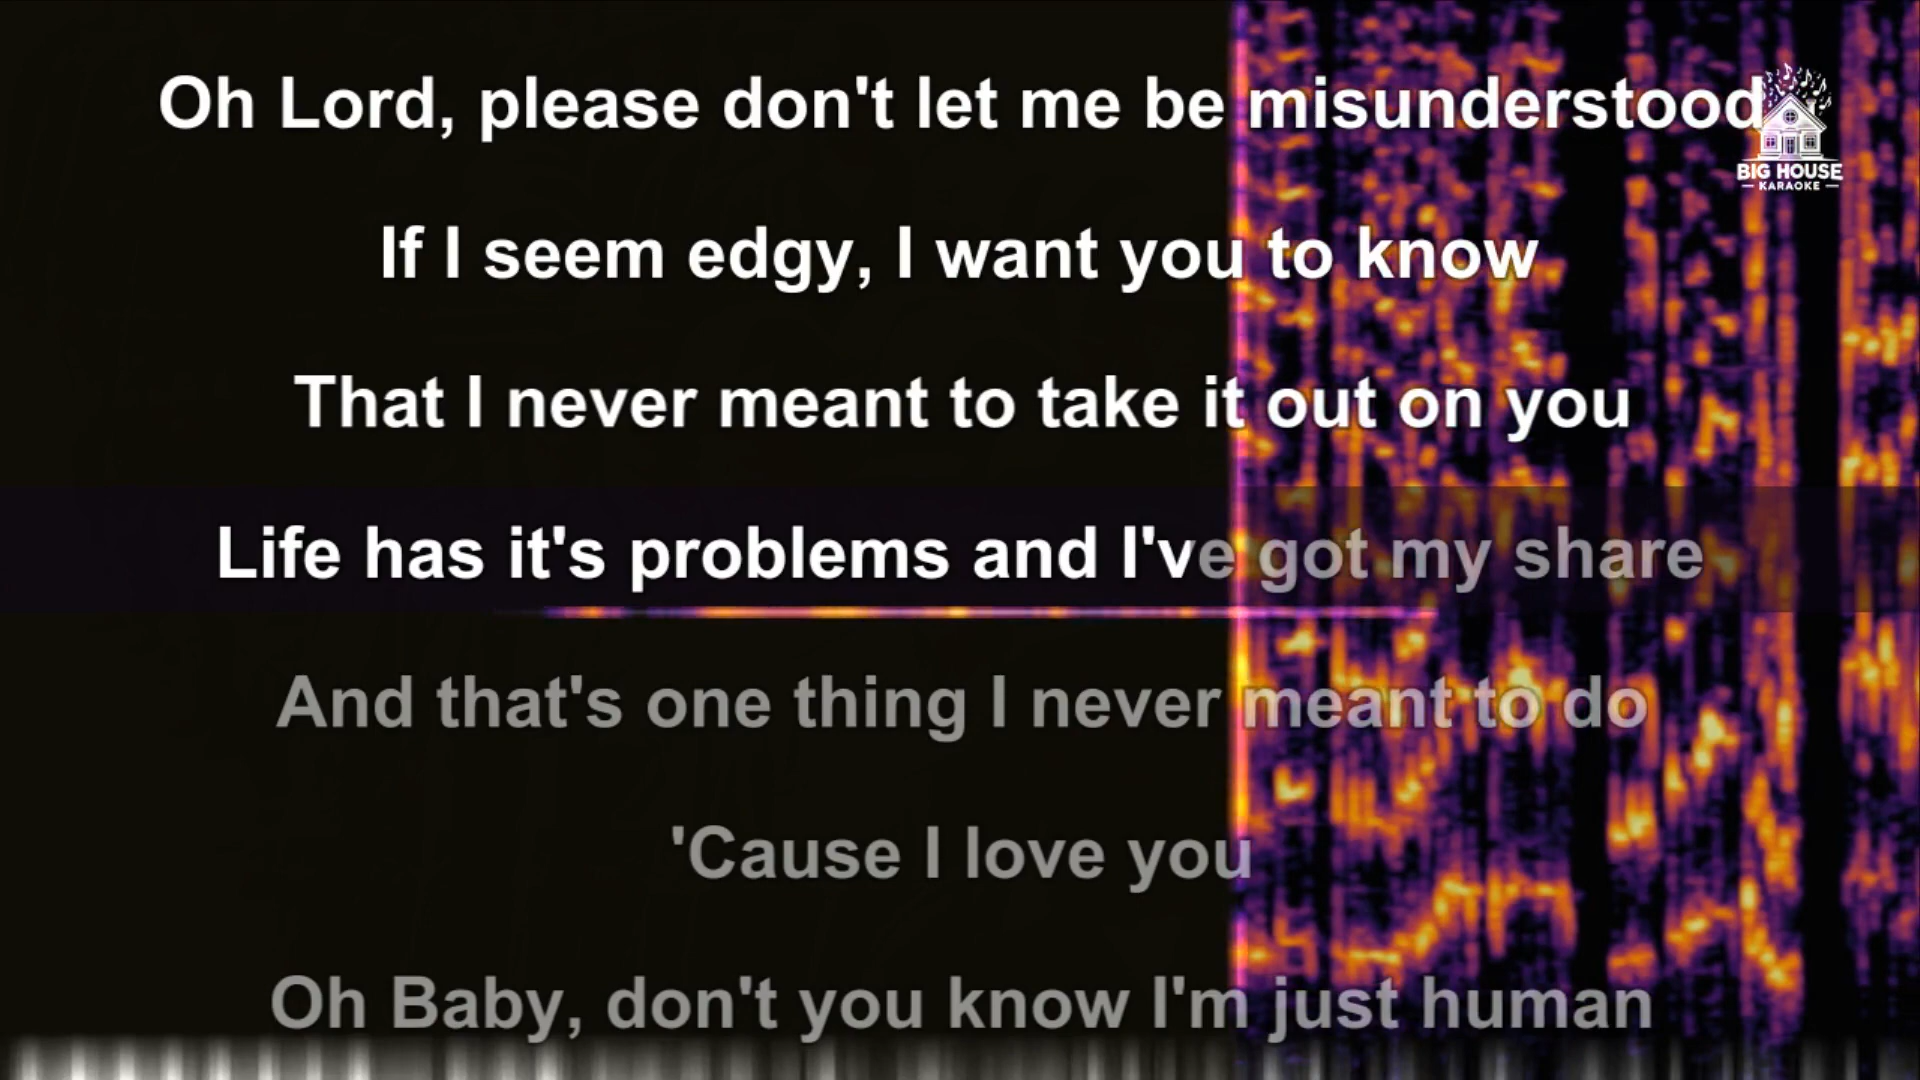 Oh Lord, please don't let me be misunderstood
BIG HOUSE
KARAOKE
If I seem edgy, I want you to know
That I never meant to take it out on you
Life has it's problems and I've got my share
And that's one thing I never meant to do
'Cause I love you
Oh Baby, don't you know I'm just human